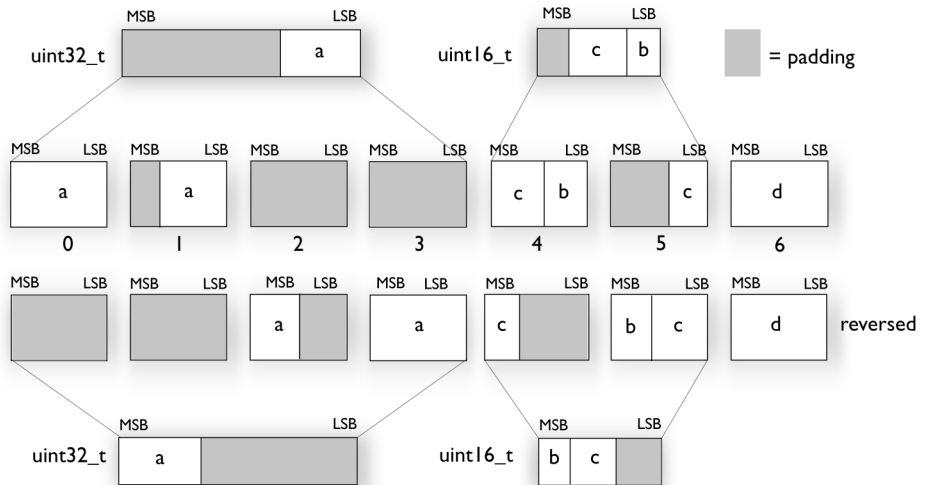 MSB LSB MSB LSB
uint32_t a uint16_t c b = padding
MSB LSB MSB LSB MSB LSB MSB LSB MSB LSB MSB LSB MSB LSB
a a c b c d
0 1 2 3 4 5 6
MSB LSB MSB LSB MSB LSB MSB LSB MSB LSB MSB LSB MSB LSB
a a c b c d reversed
MSB LSB MSB LSB
uint32_t a uint16_t b c